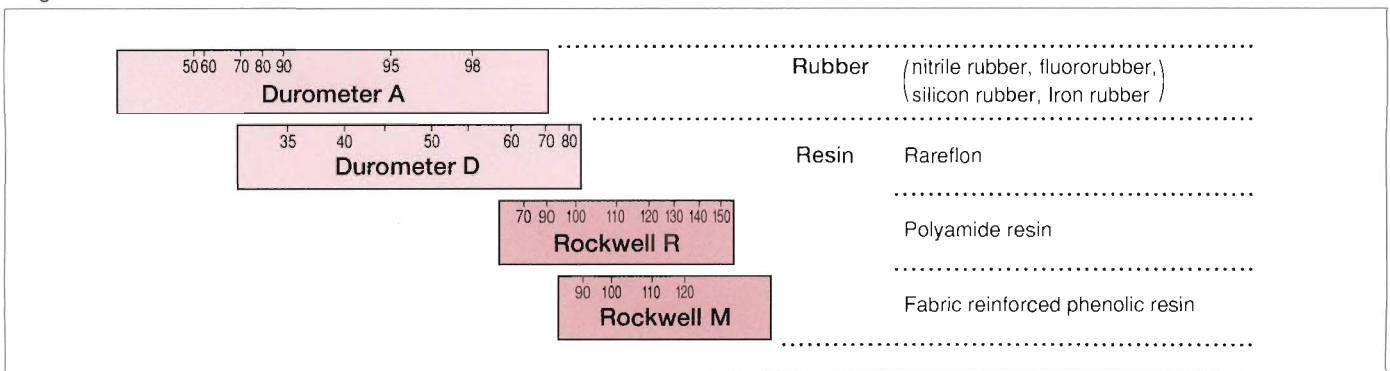 50 60 70 80 90 95 98
Durometer A
Rubber (nitrile rubber, fluororubber,
silicon rubber, Iron rubber)
35 40 50 60 70 80
Durometer D
Resin Rareflon
70 90 100 110 120 130 140 150
Rockwell R
Polyamide resin
90 100 110 120
Rockwell M
Fabric reinforced phenolic resin